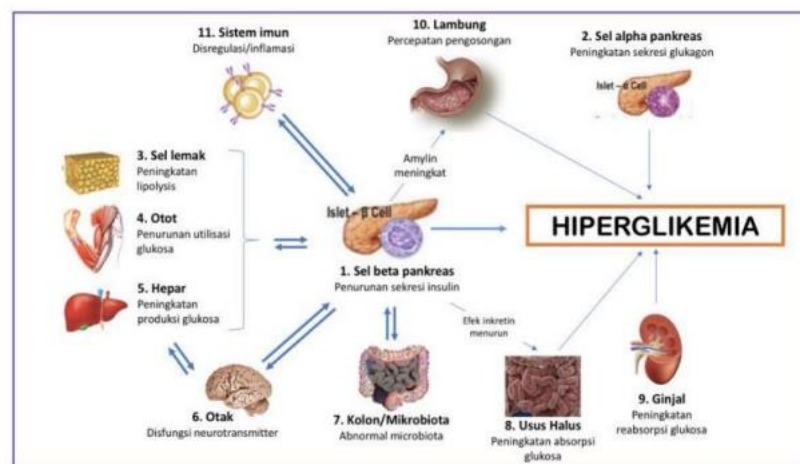 11. Sistem imun
Disregulasi/inflamasi
10. Lambung
Percepatan pengosongan
2. Sel alpha pankreas
Peningkatan sekresi glukagon
Islet – α Cell
3. Sel lemak
Peningkatan
lipolysis
4. Otot
Penurunan utilisasi
glukosa
5. Hepar
Peningkatan
produksi glukosa
Amylin
meningkat
Islet – β Cell
1. Sel beta pankreas
Penurunan sekresi insulin
HIPERGLIKEMIA
Efek inkretin
menurun
6. Otak
Disfungsi neurotransmitter
7. Kolon/Mikrobiota
Abnormal microbiota
8. Usus Halus
Peningkatan absorpsi
glukosa
9. Ginjal
Peningkatan
reabsorpsi glukosa